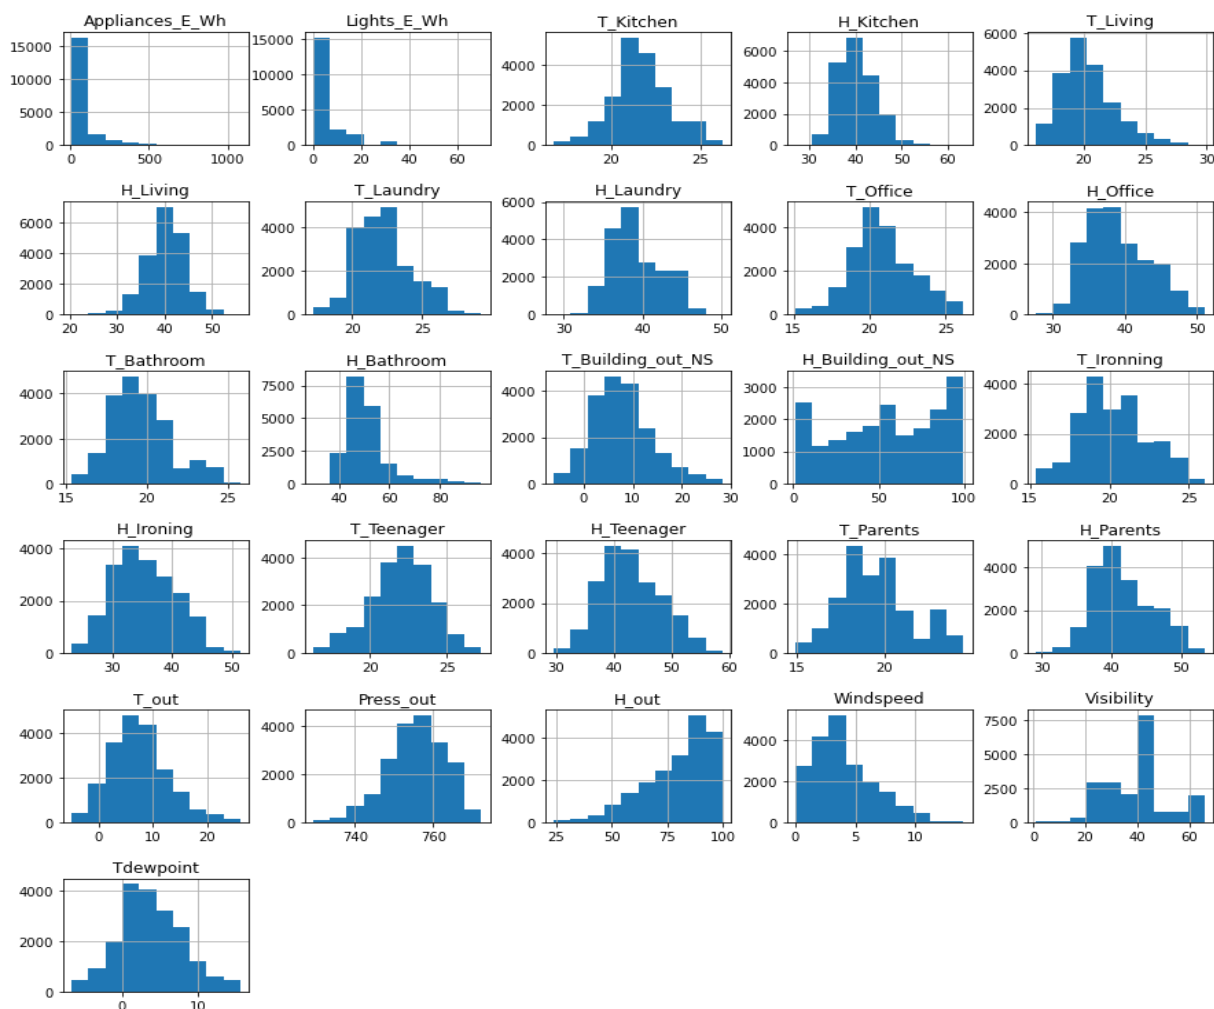 Appliances_E_Wh Lights_E_Wh T_Kitchen H_Kitchen T_Living
15000 10000 5000 0 0 500 1000
15000 10000 5000 0 0 20 40 60
4000 2000 0 20 25
6000 4000 2000 0 30 40 50 60
6000 4000 2000 0 20 25 30
H_Living T_Laundry H_Laundry T_Office H_Office
6000 4000 2000 0 20 30 40 50
4000 2000 0 20 25
6000 4000 2000 0 30 40 50
4000 2000 0 15 20 25
4000 2000 0 30 40 50
T_Bathroom H_Bathroom T_Building_out_NS H_Building_out_NS T_Ironning
4000 2000 0 15 20 25
7500 5000 2500 0 40 60 80
4000 2000 0 0 10 20 30
3000 2000 1000 0 0 50 100
4000 2000 0 15 20 25
H_Ironing T_Teenager H_Teenager T_Parents H_Parents
4000 2000 0 30 40 50
4000 2000 0 20 25
4000 2000 0 30 40 50 60
4000 2000 0 15 20
4000 2000 0 30 40 50
T_out Press_out H_out Windspeed Visibility
4000 2000 0 0 10 20
4000 2000 0 740 760
4000 2000 0 25 50 75 100
4000 2000 0 0 5 10
7500 5000 2500 0 0 20 40 60
Tdewpoint
4000 2000 0 0 10